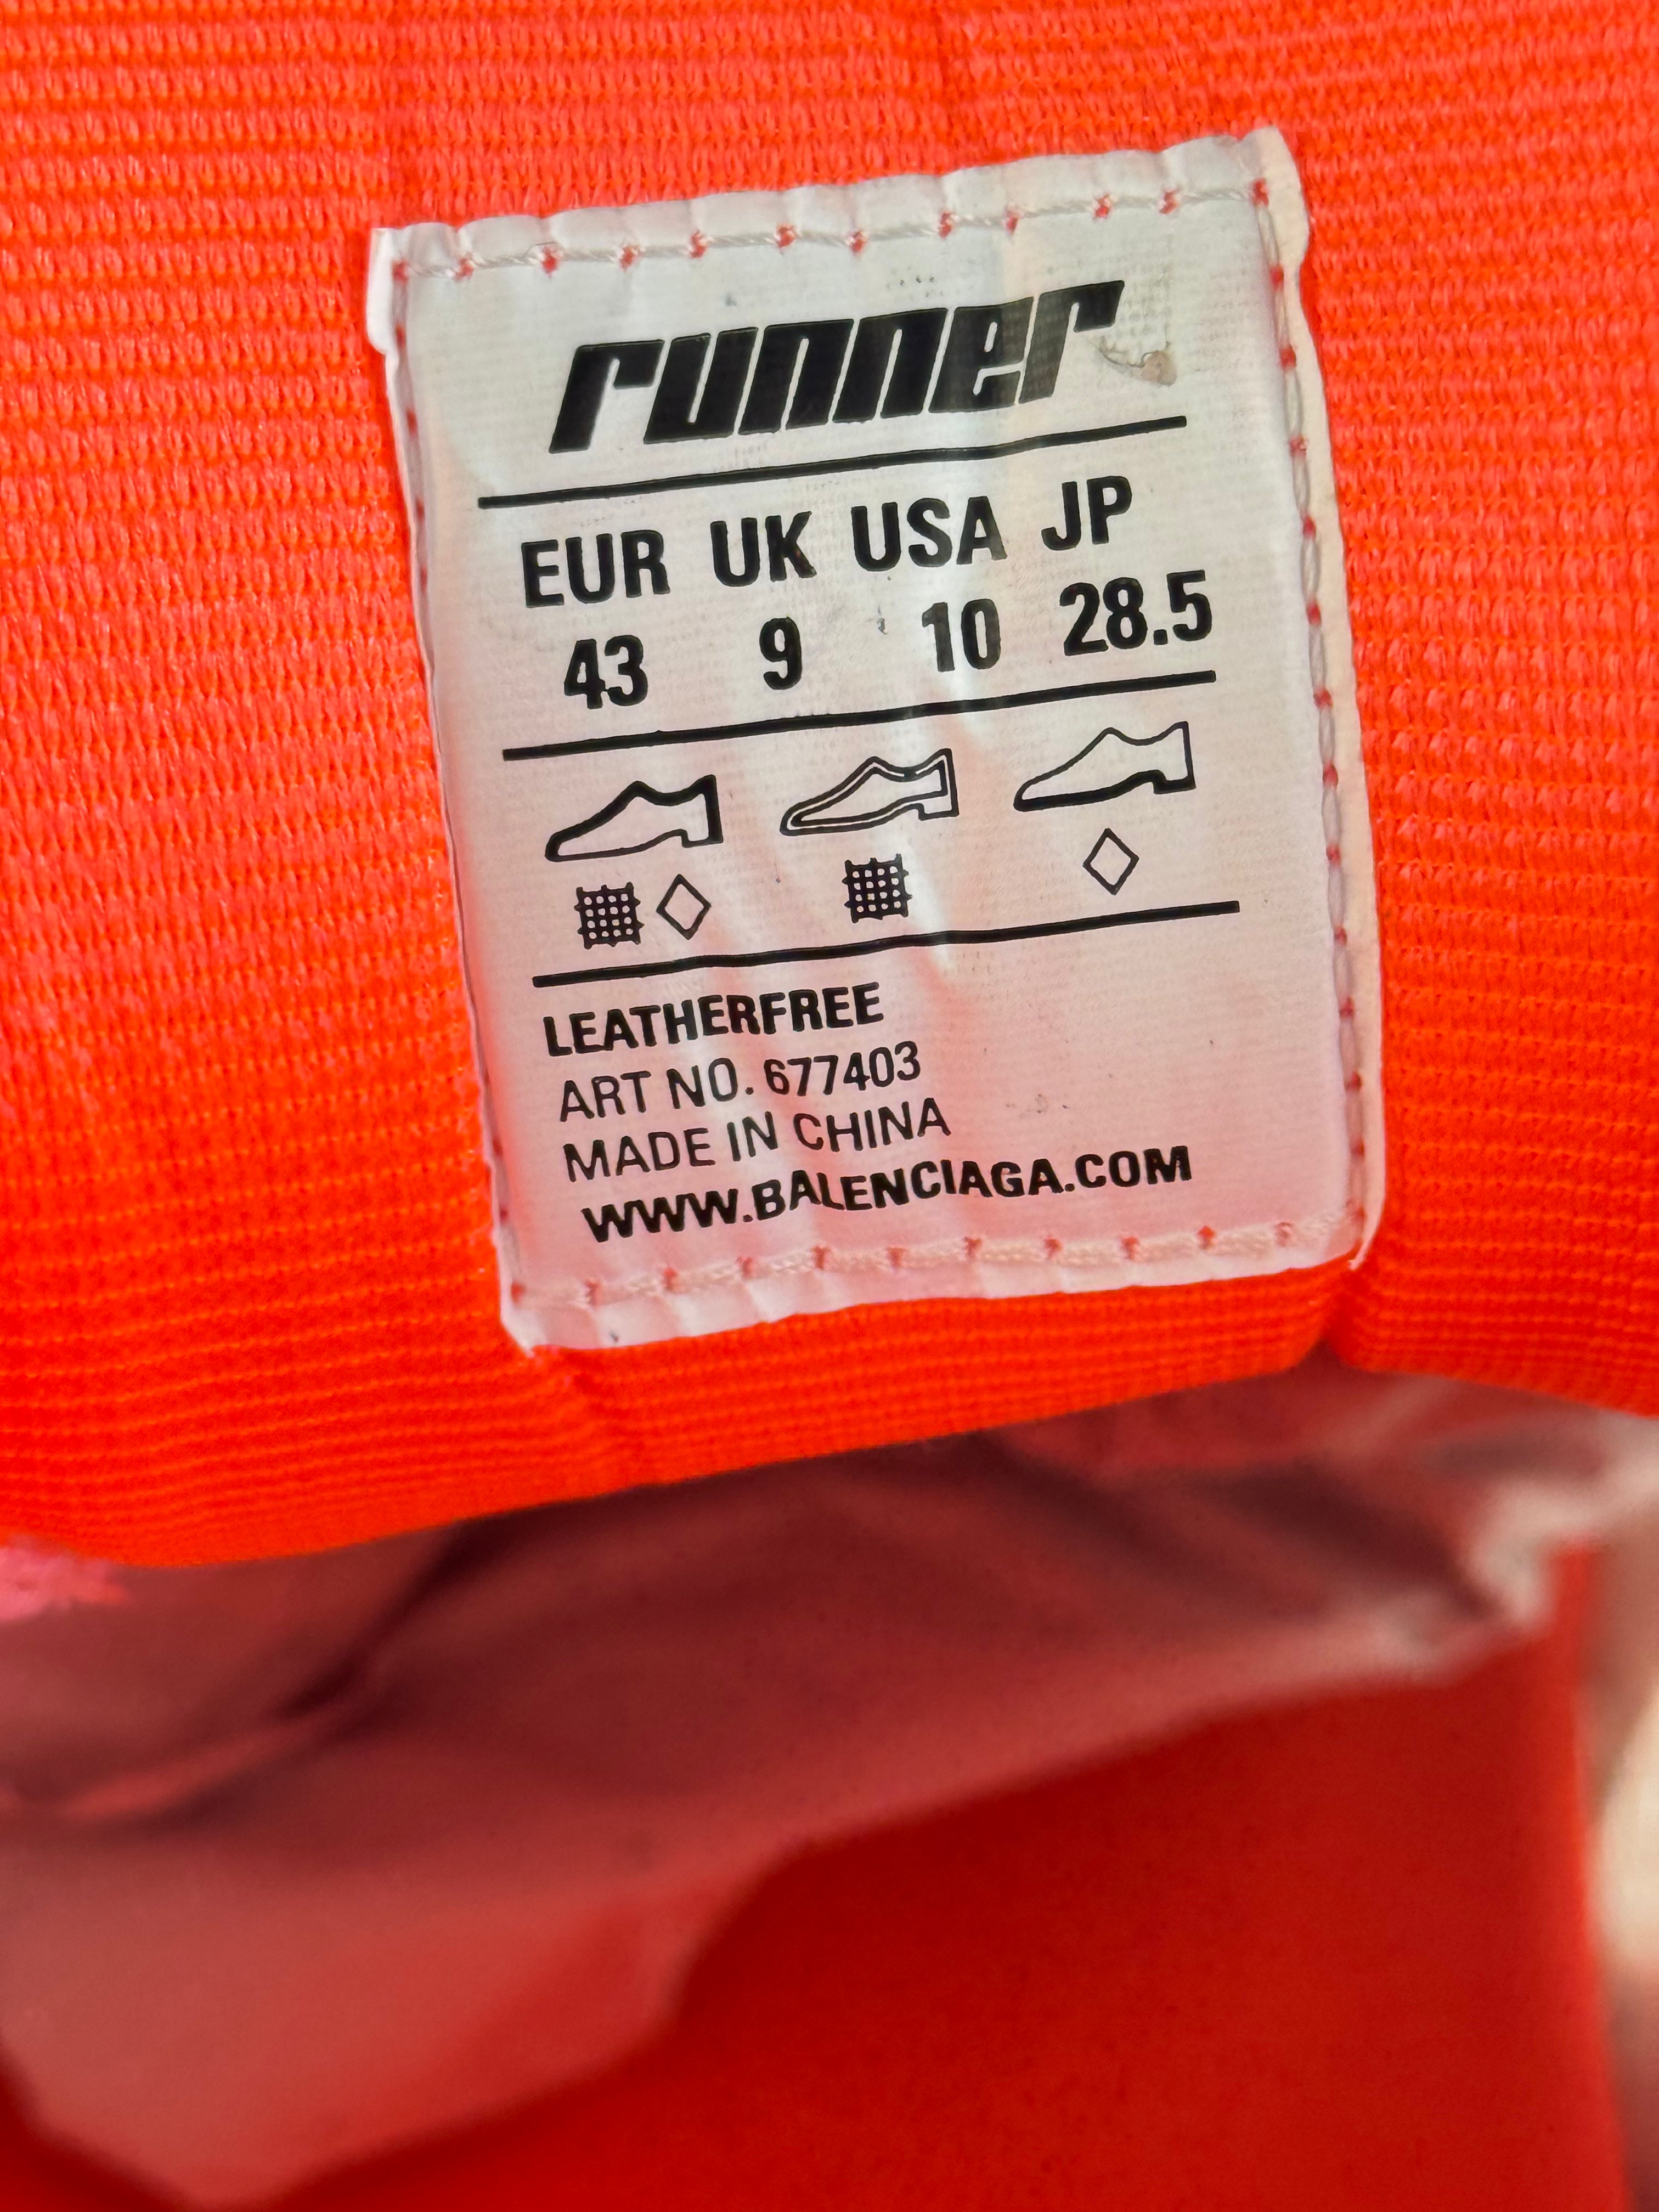 runner
EUR UK USA JP
43 9 10 28.5
LEATHERFREE
ART NO. 677403
MADE IN CHINA
WWW.BALENCIAGA.COM